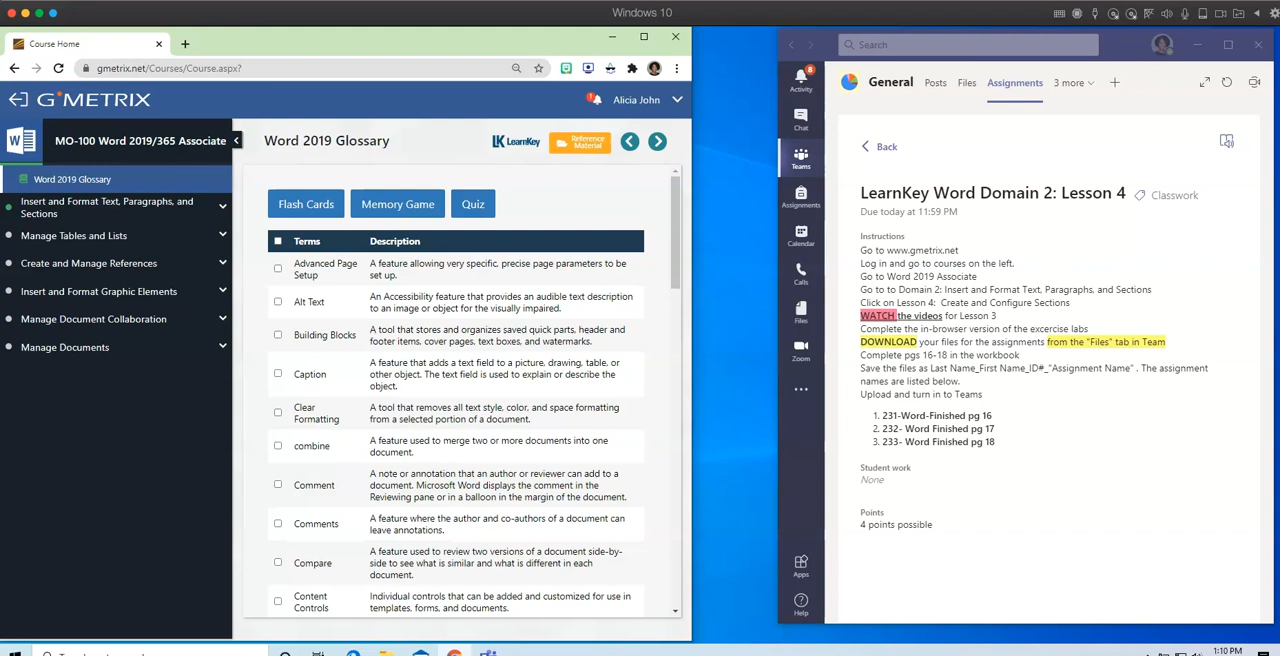 Windows 10
Course Home
gmetrix.net/Courses/Course.aspx?
G METRIX
Alicia John
MO-100 Word 2019/365 Associate
Word 2019 Glossary
Insert and Format Text, Paragraphs, and
Sections
Manage Tables and Lists
Create and Manage References
Insert and Format Graphic Elements
Manage Document Collaboration
Manage Documents
Word 2019 Glossary
LK LearnKey
Reference
Material
Flash Cards
Memory Game
Quiz
Terms Description
Advanced Page
Setup
A feature allowing very specific, precise page parameters to be
set up.
Alt Text
An Accessibility feature that provides an audible text description
to an image or object for the visually impaired.
Building Blocks
A tool that stores and organizes saved quick parts, header and
footer items, cover pages, text boxes, and watermarks.
Caption
A feature that adds a text field to a picture, drawing, table, or
other object. The text field is used to explain or describe the
object.
Clear
Formatting
A tool that removes all text style, color, and space formatting
from a selected portion of a document.
combine
A feature used to merge two or more documents into one
document.
Comment
A note or annotation that an author or reviewer can add to a
document. Microsoft Word displays the comment in the
Reviewing pane or in a balloon in the margin of the document.
Comments
A feature where the author and co-authors of a document can
leave annotations.
Compare
A feature used to review two versions of a document side-by-
side to see what is similar and what is different in each
document.
Content
Controls
Individual controls that can be added and customized for use in
templates, forms, and documents.
Search
8
Activity
Chat
Teams
Assignments
Calendar
Calls
Files
Zoom
Apps
Help
General Posts Files Assignments 3 more
Back
LearnKey Word Domain 2: Lesson 4 Classwork
Due today at 11:59 PM
Instructions
Go to www.gmetrix.net
Log in and go to courses on the left.
Go to Word 2019 Associate
Go to to Domain 2: Insert and Format Text, Paragraphs, and Sections
Click on Lesson 4: Create and Configure Sections
WATCH the videos for Lesson 3
Complete the in-browser version of the excercise labs
DOWNLOAD your files for the assignments from the "Files" tab in Team
Complete pgs 16-18 in the workbook
Save the files as Last Name_First Name_ID#_"Assignment Name" . The assignment
names are listed below.
Upload and turn in to Teams
1. 231-Word-Finished pg 16
2. 232- Word Finished pg 17
3. 233- Word Finished pg 18
Student work
None
Points
4 points possible
1:10 PM